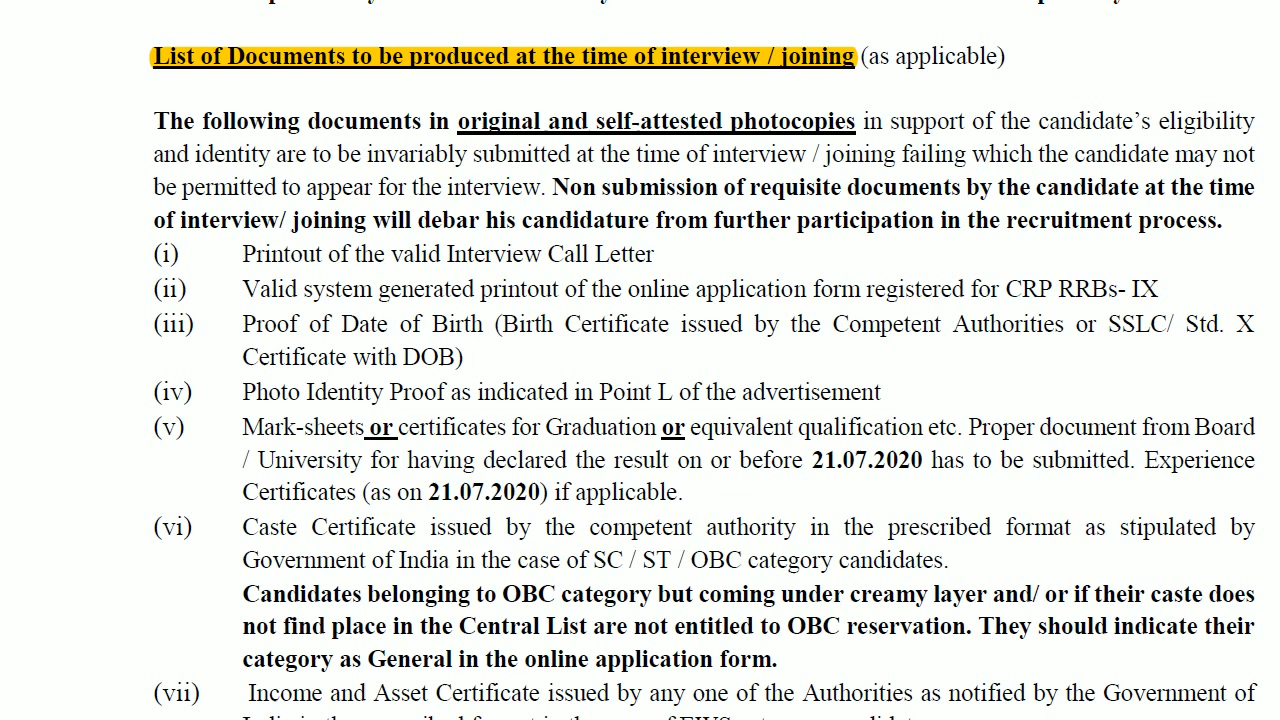 List of Documents to be produced at the time of interview / joining (as applicable)
The following documents in original and self-attested photocopies in support of the candidate’s eligibility
and identity are to be invariably submitted at the time of interview / joining failing which the candidate may not
be permitted to appear for the interview. Non submission of requisite documents by the candidate at the time
of interview/ joining will debar his candidature from further participation in the recruitment process.
(i) Printout of the valid Interview Call Letter
(ii) Valid system generated printout of the online application form registered for CRP RRBs- IX
(iii) Proof of Date of Birth (Birth Certificate issued by the Competent Authorities or SSLC/ Std. X
Certificate with DOB)
(iv) Photo Identity Proof as indicated in Point L of the advertisement
(v) Mark-sheets or certificates for Graduation or equivalent qualification etc. Proper document from Board
/ University for having declared the result on or before 21.07.2020 has to be submitted. Experience
Certificates (as on 21.07.2020) if applicable.
(vi) Caste Certificate issued by the competent authority in the prescribed format as stipulated by
Government of India in the case of SC / ST / OBC category candidates.
Candidates belonging to OBC category but coming under creamy layer and/ or if their caste does
not find place in the Central List are not entitled to OBC reservation. They should indicate their
category as General in the online application form.
(vii) Income and Asset Certificate issued by any one of the Authorities as notified by the Government of